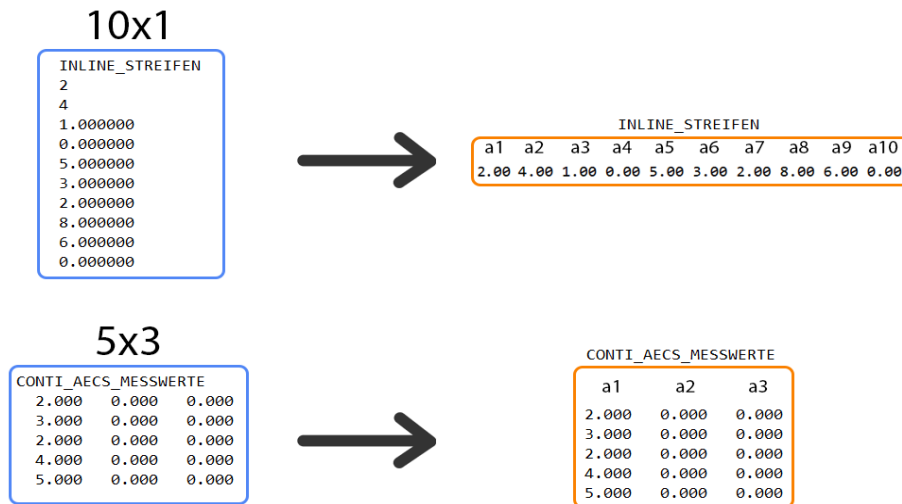 10x1
INLINE_STREIFEN
2
4
1.000000
0.000000
5.000000
3.000000
2.000000
8.000000
6.000000
0.000000
INLINE_STREIFEN
a1 a2 a3 a4 a5 a6 a7 a8 a9 a10
2.00 4.00 1.00 0.00 5.00 3.00 2.00 8.00 6.00 0.00
5x3
CONTI_AECS_MESSWERTE
2.000 0.000 0.000
3.000 0.000 0.000
2.000 0.000 0.000
4.000 0.000 0.000
5.000 0.000 0.000
CONTI_AECS_MESSWERTE
a1 a2 a3
2.000 0.000 0.000
3.000 0.000 0.000
2.000 0.000 0.000
4.000 0.000 0.000
5.000 0.000 0.000